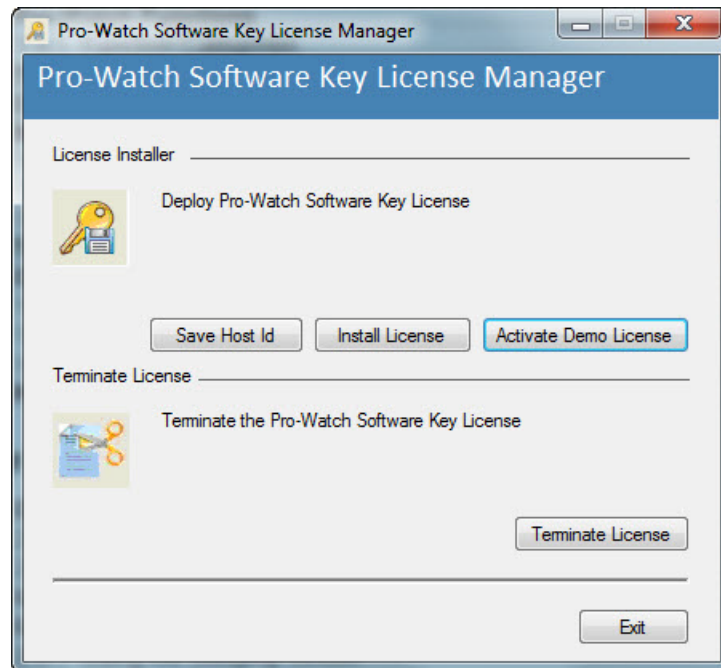 Pro-Watch Software Key License Manager
Pro-Watch Software Key License Manager
License Installer
Deploy Pro-Watch Software Key License
Save Host Id
Install License
Activate Demo License
Terminate License
Terminate the Pro-Watch Software Key License
Terminate License
Exit